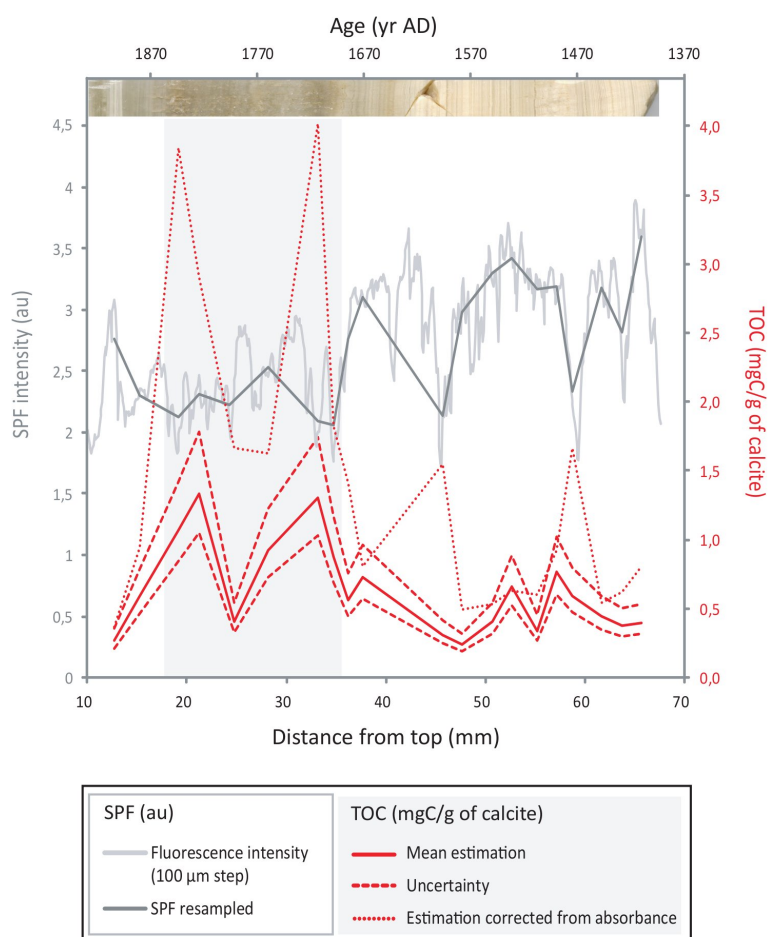 Age (yr AD)
1870 1770 1670 1570 1470 1370
4,5
4
3,5
3
2,5
2
1,5
1
0,5
0
SPF intensity (au)
4,0
3,5
3,0
2,5
2,0
1,5
1,0
0,5
0,0
TOC (mgC/g of calcite)
10 20 30 40 50 60 70
Distance from top (mm)
SPF (au)
Fluorescence intensity
(100 µm step)
SPF resampled
TOC (mgC/g of calcite)
Mean estimation
Uncertainty
Estimation corrected from absorbance